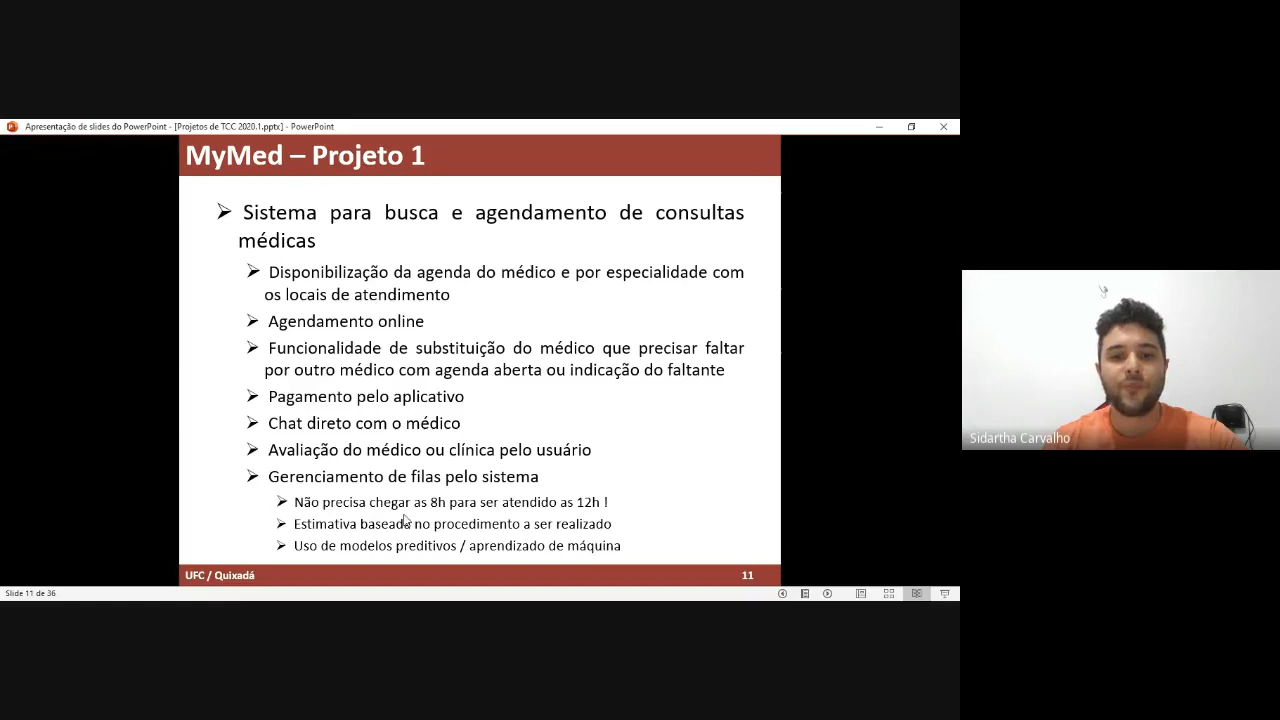 Apresentação de slides do PowerPoint - [Projetos de TCC 2020.1.pptx] - PowerPoint
MyMed – Projeto 1
Sistema para busca e agendamento de consultas
médicas
Disponibilização da agenda do médico e por especialidade com
os locais de atendimento
Agendamento online
Funcionalidade de substituição do médico que precisar faltar
por outro médico com agenda aberta ou indicação do faltante
Pagamento pelo aplicativo
Chat direto com o médico
Avaliação do médico ou clínica pelo usuário
Gerenciamento de filas pelo sistema
Não precisa chegar as 8h para ser atendido as 12h !
Estimativa baseada no procedimento a ser realizado
Uso de modelos preditivos / aprendizado de máquina
UFC / Quixadá 11
Slide 11 de 36
Sidartha Carvalho